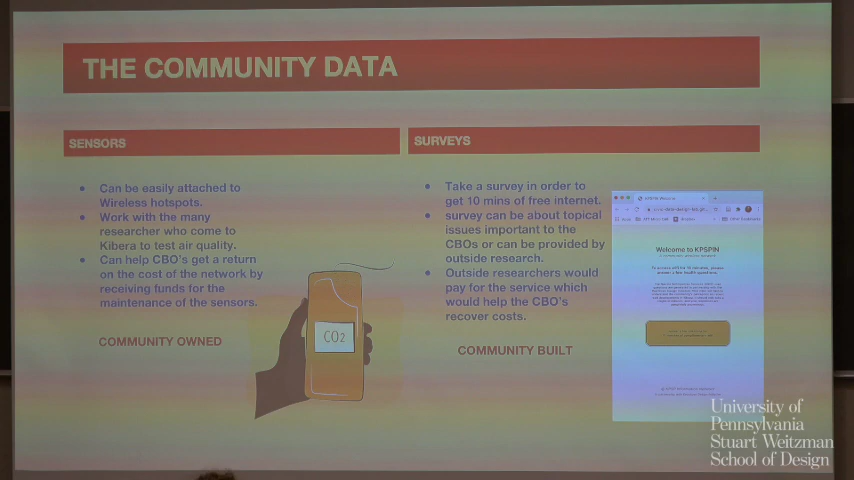 THE COMMUNITY DATA
SENSORS
Can be easily attached to
Wireless hotspots.
Work with the many
researcher who come to
Kibera to test air quality.
Can help CBO's get a return
on the cost of the network by
receiving funds for the
maintenance of the sensors.
COMMUNITY OWNED
CO2
SURVEYS
Take a survey in order to
get 10 mins of free internet.
survey can be about topical
issues important to the
CBOs or can be provided by
outside research.
Outside researchers would
pay for the service which
would help the CBO's
recover costs.
COMMUNITY BUILT
KPSPIN Welcome
Welcome to KPSPIN
University of
Pennsylvania
Stuart Weitzman
School of Design